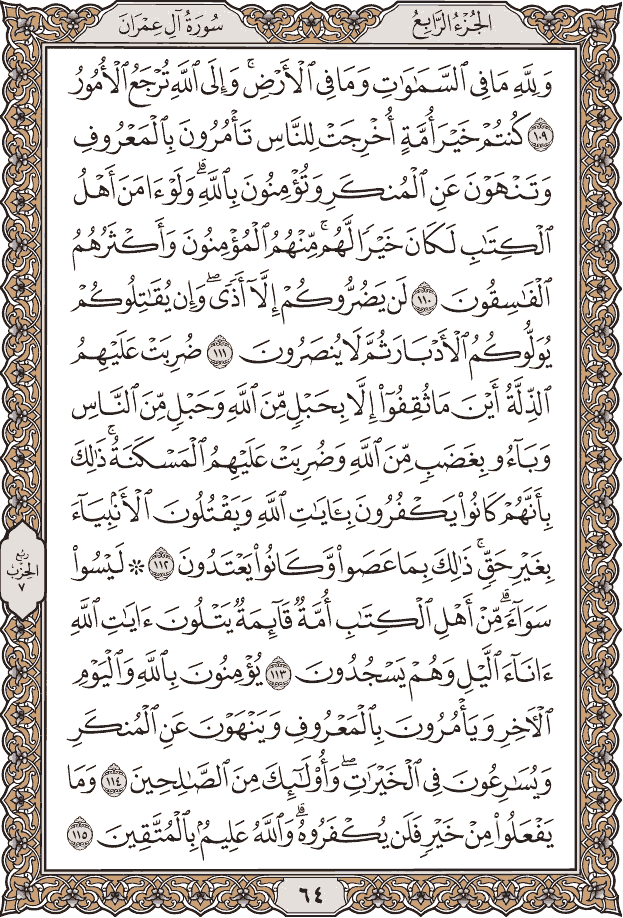 الجُزْءُ الرَّابِعُ
سُورَةُ آلِ عِمْرَانَ
وَلِلَّهِ مَا فِي ٱلسَّمَٰوَٰتِ وَمَا فِي ٱلْأَرْضِۚ وَإِلَى ٱللَّهِ تُرْجَعُ ٱلْأُمُورُ
١٠٩ كُنتُمْ خَيْرَ أُمَّةٍ أُخْرِجَتْ لِلنَّاسِ تَأْمُرُونَ بِٱلْمَعْرُوفِ
وَتَنْهَوْنَ عَنِ ٱلْمُنكَرِ وَتُؤْمِنُونَ بِٱللَّهِۗ وَلَوْ ءَامَنَ أَهْلُ
ٱلْكِتَٰبِ لَكَانَ خَيْرًا لَّهُمۚ مِّنْهُمُ ٱلْمُؤْمِنُونَ وَأَكْثَرُهُمُ
ٱلْفَٰسِقُونَ ١١٠ لَن يَضُرُّوكُمْ إِلَّآ أَذًىۖ وَإِن يُقَٰتِلُوكُمْ
يُوَلُّوكُمُ ٱلْأَدْبَارَ ثُمَّ لَا يُنصَرُونَ ١١١ ضُرِبَتْ عَلَيْهِمُ
ٱلذِّلَّةُ أَيْنَ مَا ثُقِفُوٓا۟ إِلَّا بِحَبْلٍ مِّنَ ٱللَّهِ وَحَبْلٍ مِّنَ ٱلنَّاسِ
وَبَآءُو بِغَضَبٍ مِّنَ ٱللَّهِ وَضُرِبَتْ عَلَيْهِمُ ٱلْمَسْكَنَةُۚ ذَٰلِكَ
بِأَنَّهُمْ كَانُوا۟ يَكْفُرُونَ بِـَٔايَٰتِ ٱللَّهِ وَيَقْتُلُونَ ٱلْأَنۢبِيَآءَ
بِغَيْرِ حَقٍّۚ ذَٰلِكَ بِمَا عَصَوا۟ وَّكَانُوا۟ يَعْتَدُونَ ١١٢ ۞ لَيْسُوا۟
سَوَآءًۗ مِّنْ أَهْلِ ٱلْكِتَٰبِ أُمَّةٌ قَآئِمَةٌ يَتْلُونَ ءَايَٰتِ ٱللَّهِ
ءَانَآءَ ٱلَّيْلِ وَهُمْ يَسْجُدُونَ ١١٣ يُؤْمِنُونَ بِٱللَّهِ وَٱلْيَوْمِ
ٱلْـَٔاخِرِ وَيَأْمُرُونَ بِٱلْمَعْرُوفِ وَيَنْهَوْنَ عَنِ ٱلْمُنكَرِ
وَيُسَٰرِعُونَ فِي ٱلْخَيْرَٰتِۖ وَأُو۟لَٰٓئِكَ مِنَ ٱلصَّٰلِحِينَ ١١٤ وَمَا
يَفْعَلُوا۟ مِنْ خَيْرٍ فَلَن يُكْفَرُوهُۗ وَٱللَّهُ عَلِيمٌۢ بِٱلْمُتَّقِينَ ١١٥
ربع
الحزب
٧
٦٤